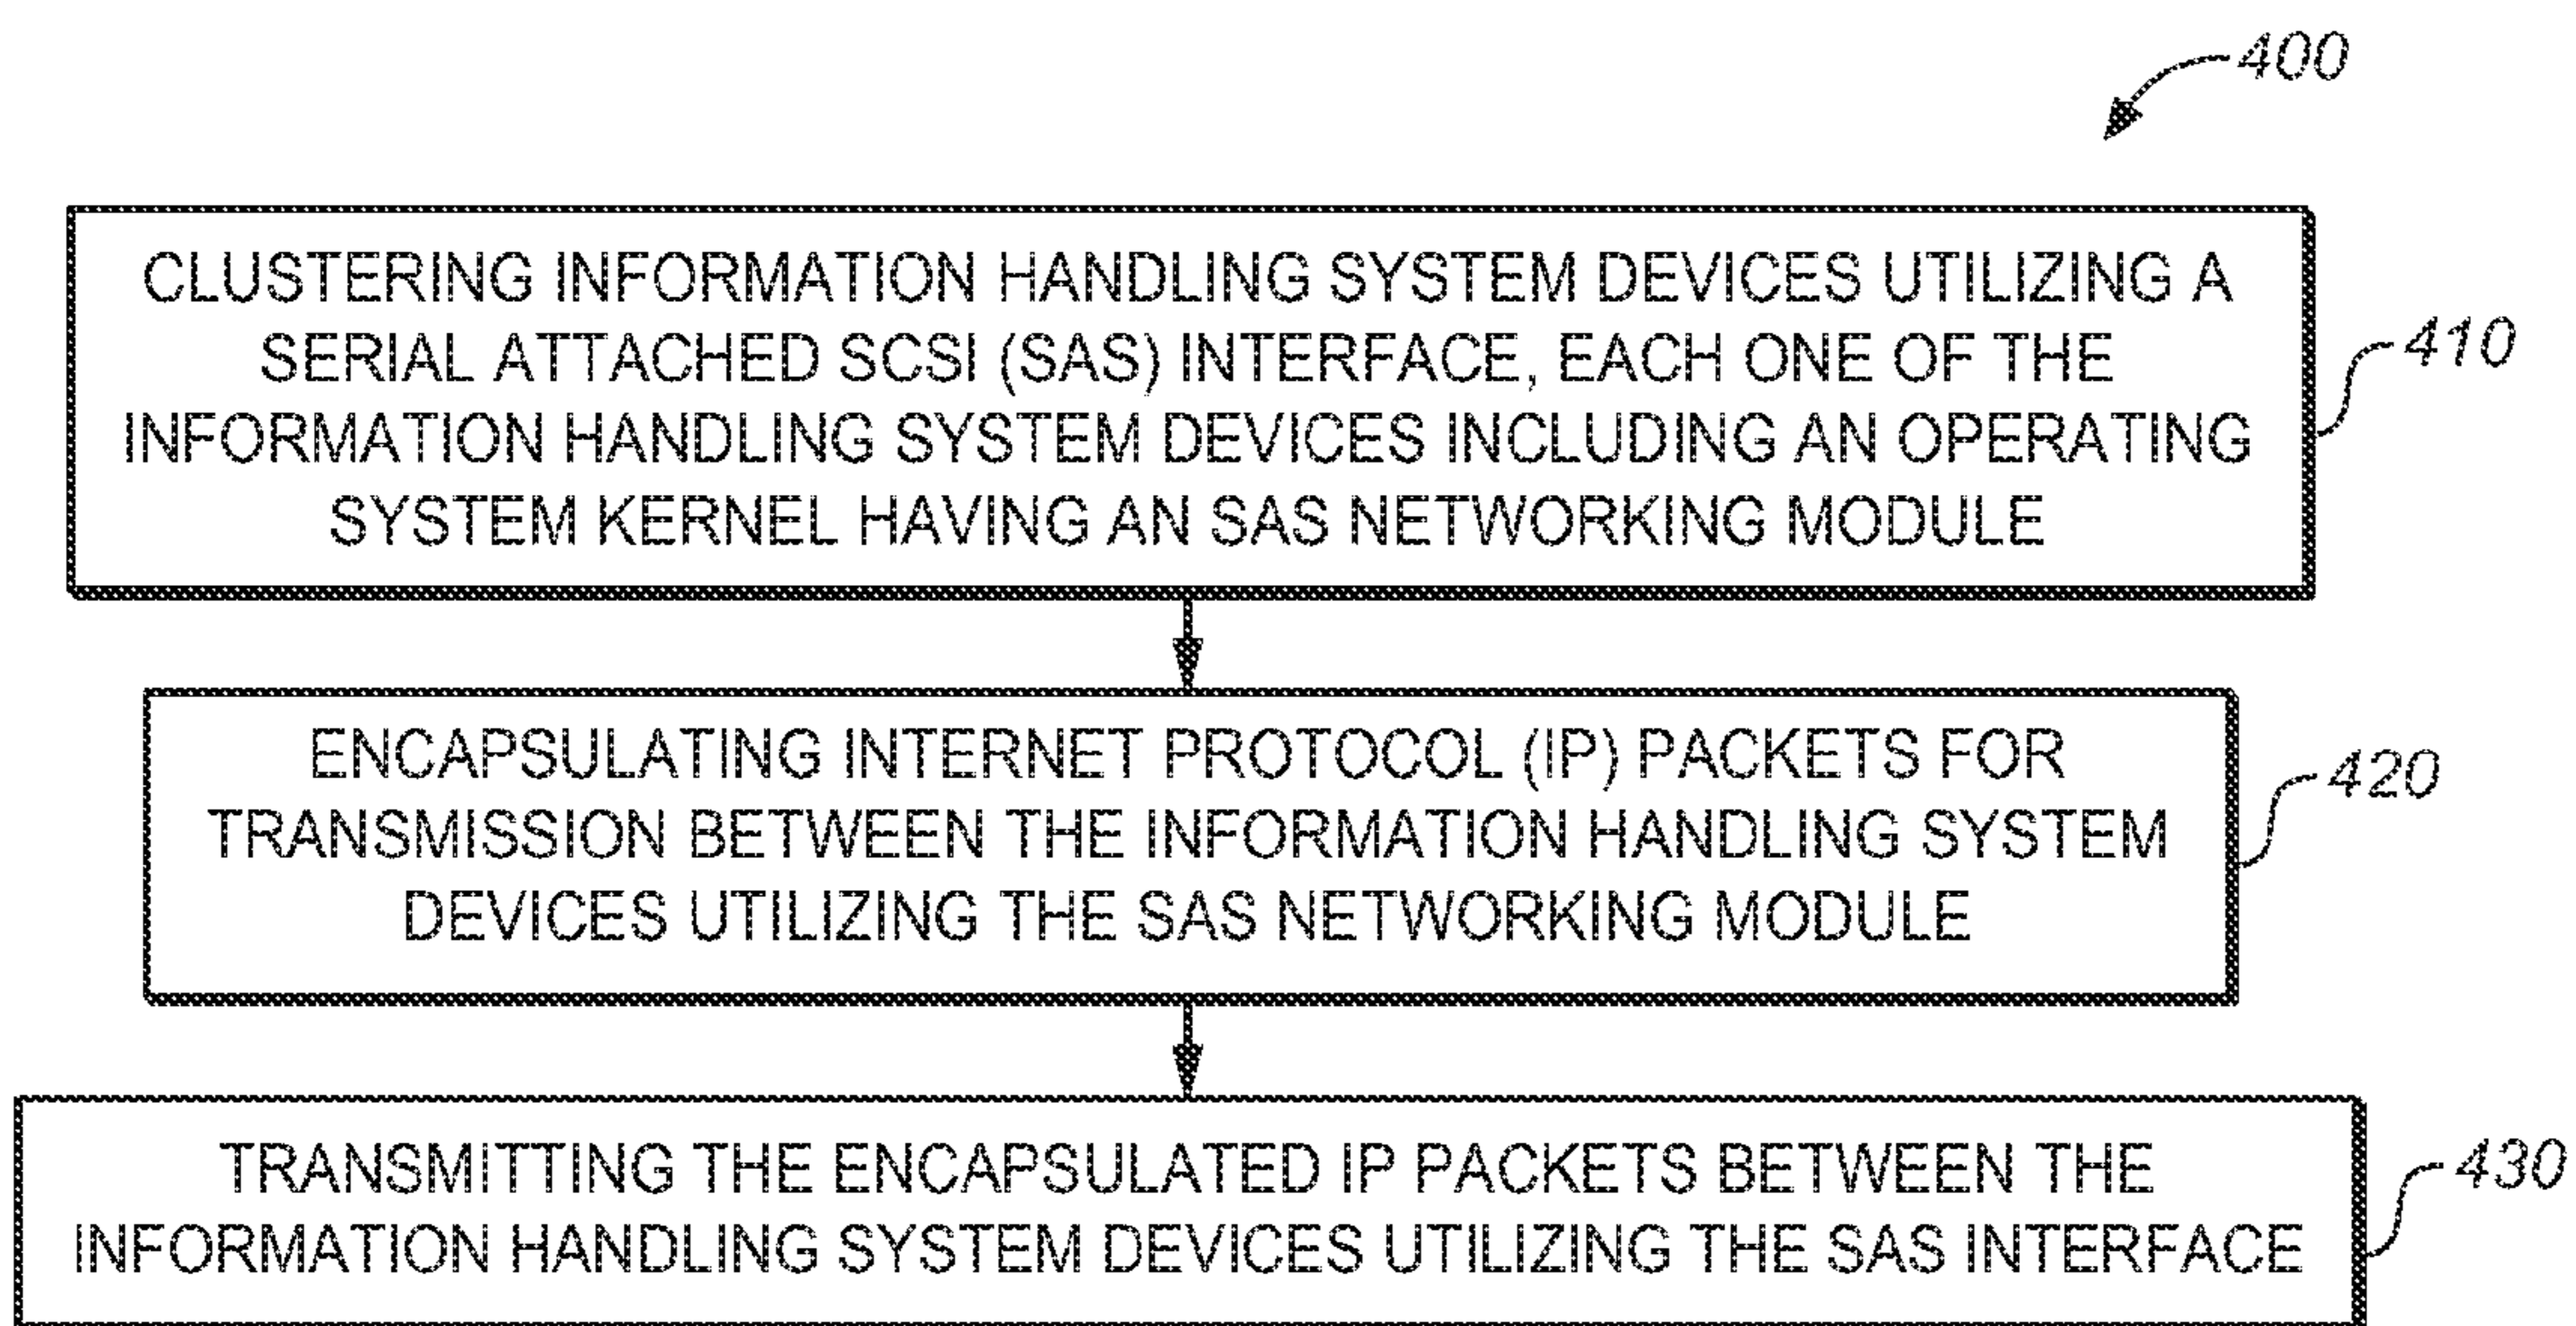 400
CLUSTERING INFORMATION HANDLING SYSTEM DEVICES UTILIZING A
SERIAL ATTACHED SCSI (SAS) INTERFACE, EACH ONE OF THE
INFORMATION HANDLING SYSTEM DEVICES INCLUDING AN OPERATING
SYSTEM KERNEL HAVING AN SAS NETWORKING MODULE
410
ENCAPSULATING INTERNET PROTOCOL (IP) PACKETS FOR
TRANSMISSION BETWEEN THE INFORMATION HANDLING SYSTEM
DEVICES UTILIZING THE SAS NETWORKING MODULE
420
TRANSMITTING THE ENCAPSULATED IP PACKETS BETWEEN THE
INFORMATION HANDLING SYSTEM DEVICES UTILIZING THE SAS INTERFACE
430